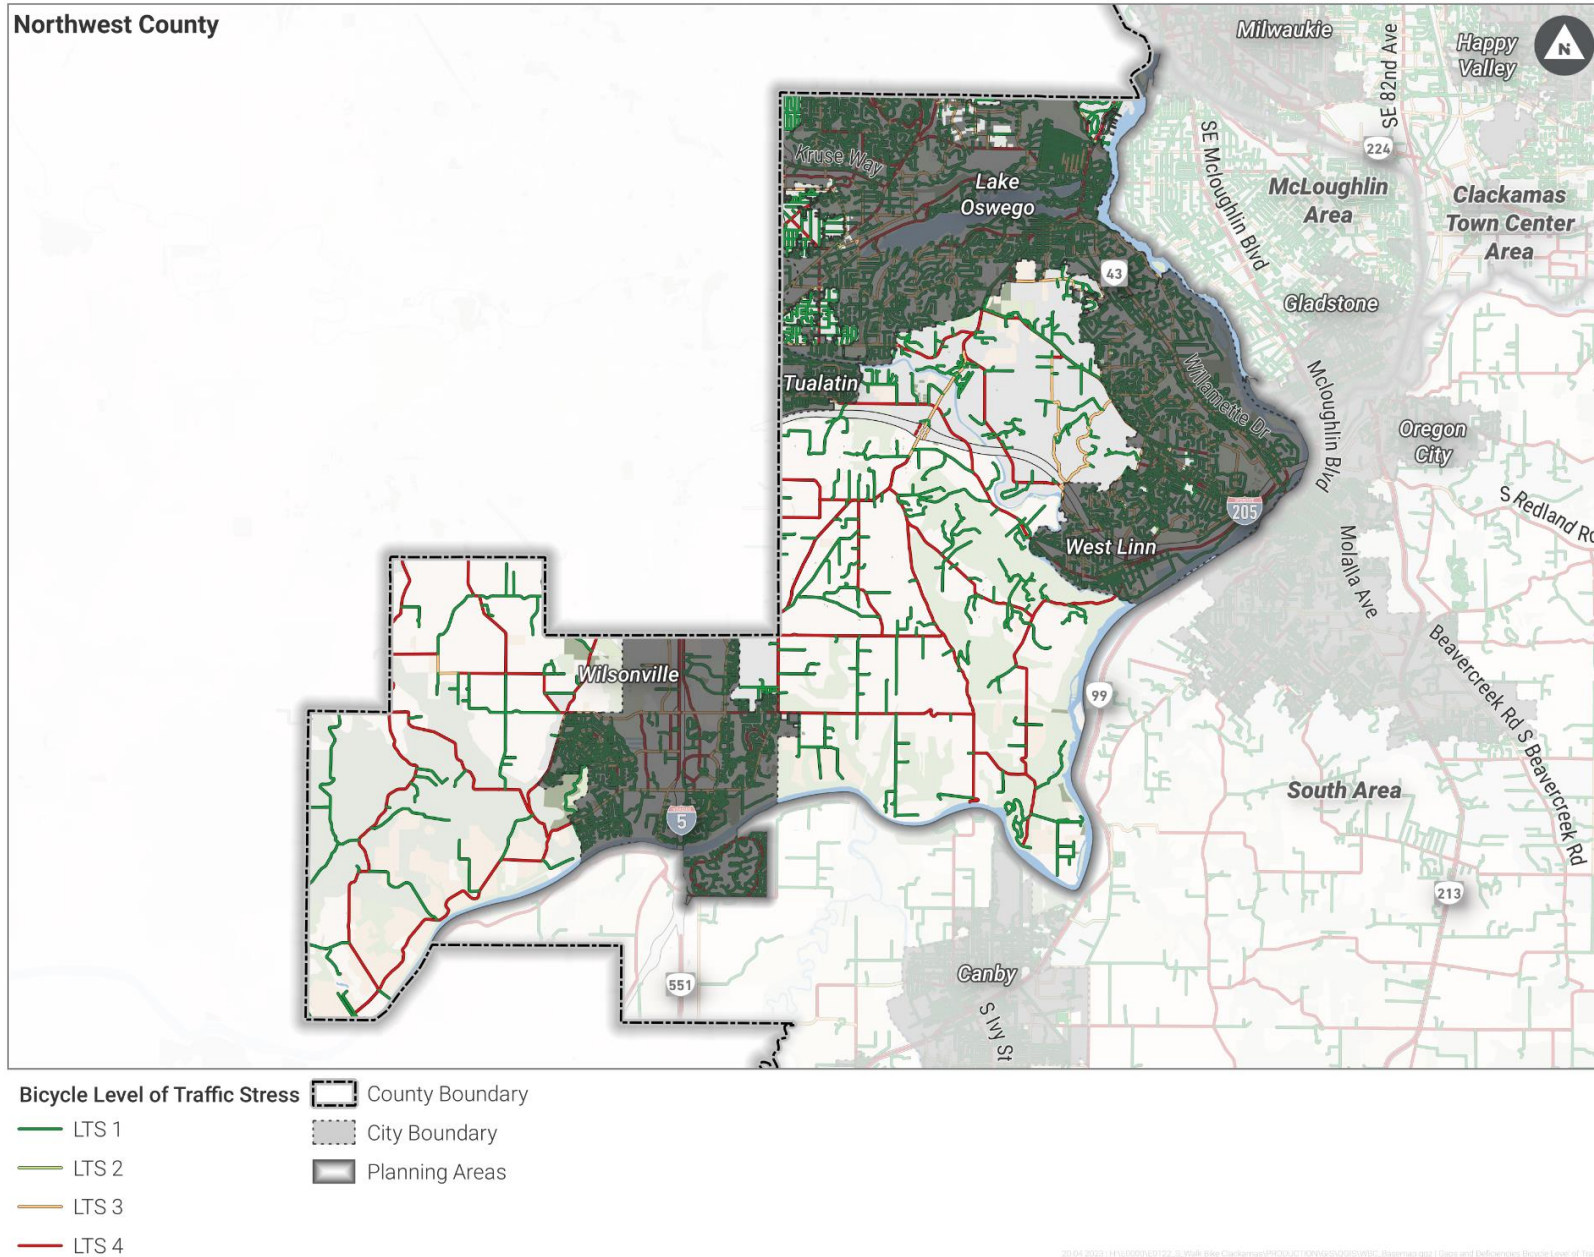 Northwest County
Milwaukie
Happy
Valley
N
SE 82nd Ave
224
SE Mcloughlin Blvd
McLoughlin
Area
Clackamas
Town Center
Area
Kruse Way
Lake
Oswego
43
Gladstone
Tualatin
Willamette Dr
Mcloughlin Blvd
Oregon
City
205
S Redland Rd
West Linn
Molalla Ave
Wilsonville
Beavercreek Rd
S Beavercreek Rd
99
South Area
5
213
551
Canby
S Ivy St
Bicycle Level of Traffic Stress
LTS 1
LTS 2
LTS 3
LTS 4
County Boundary
City Boundary
Planning Areas